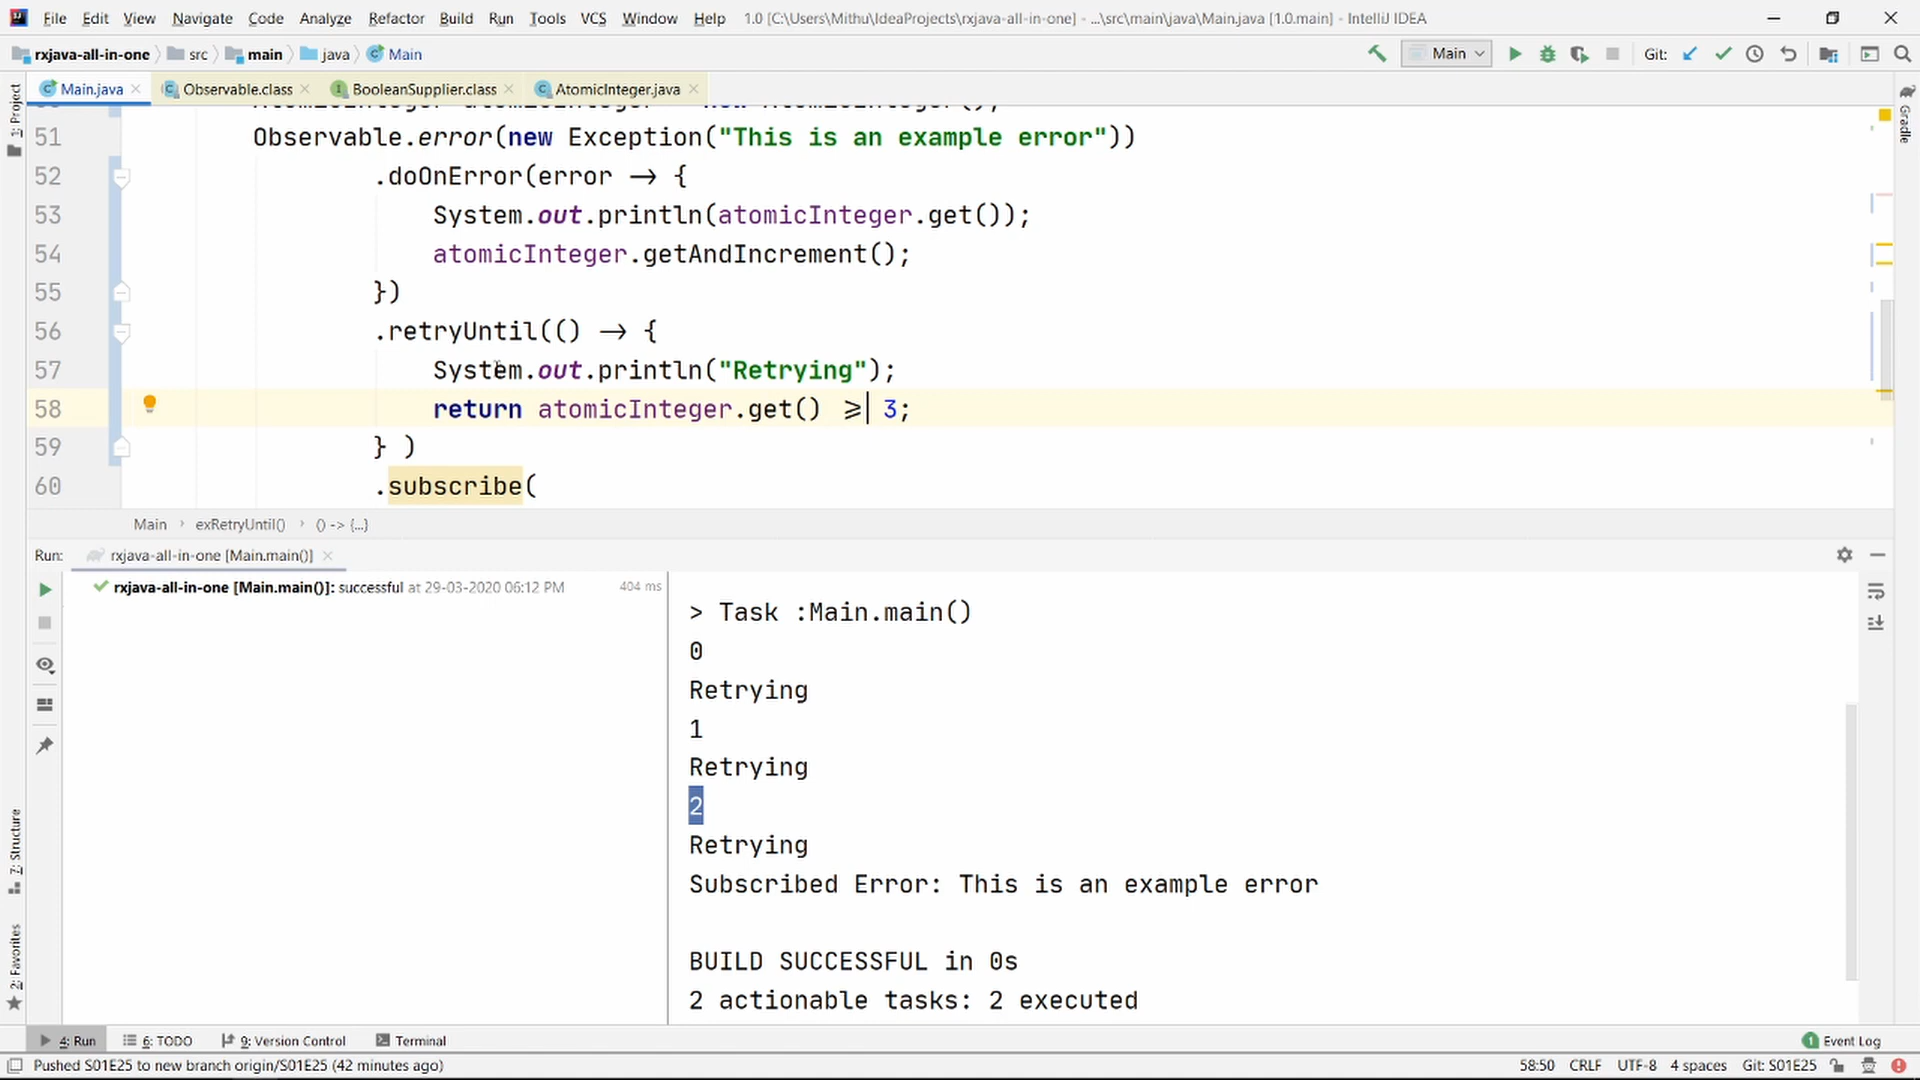 File Edit View Navigate Code Analyze Refactor Build Run Tools VCS Window Help 1.0 [C:\Users\Mithu\IdeaProjects\rxjava-all-in-one] - ...\src\main\java\Main.java [1.0.main] - IntelliJ IDEA
rxjava-all-in-one src main java Main Main Git:
Main.java Observable.class BooleanSupplier.class AtomicInteger.java
1: Project
Gradle
51 Observable.error(new Exception("This is an example error"))
52 .doOnError(error → {
53 System.out.println(atomicInteger.get());
54 atomicInteger.getAndIncrement();
55 })
56 .retryUntil(() → {
57 System.out.println("Retrying");
58 return atomicInteger.get() ⩾ 3;
59 } )
60 .subscribe(
Main exRetryUntil() () -> {...}
Run: rxjava-all-in-one [Main.main()]
rxjava-all-in-one [Main.main()]: successful at 29-03-2020 06:12 PM 404 ms
> Task :Main.main()
0
Retrying
1
Retrying
2
Retrying
Subscribed Error: This is an example error
BUILD SUCCESSFUL in 0s
2 actionable tasks: 2 executed
7: Structure
2: Favorites
4: Run 6: TODO 9: Version Control Terminal 1 Event Log
Pushed S01E25 to new branch origin/S01E25 (42 minutes ago) 58:50 CRLF UTF-8 4 spaces Git: S01E25